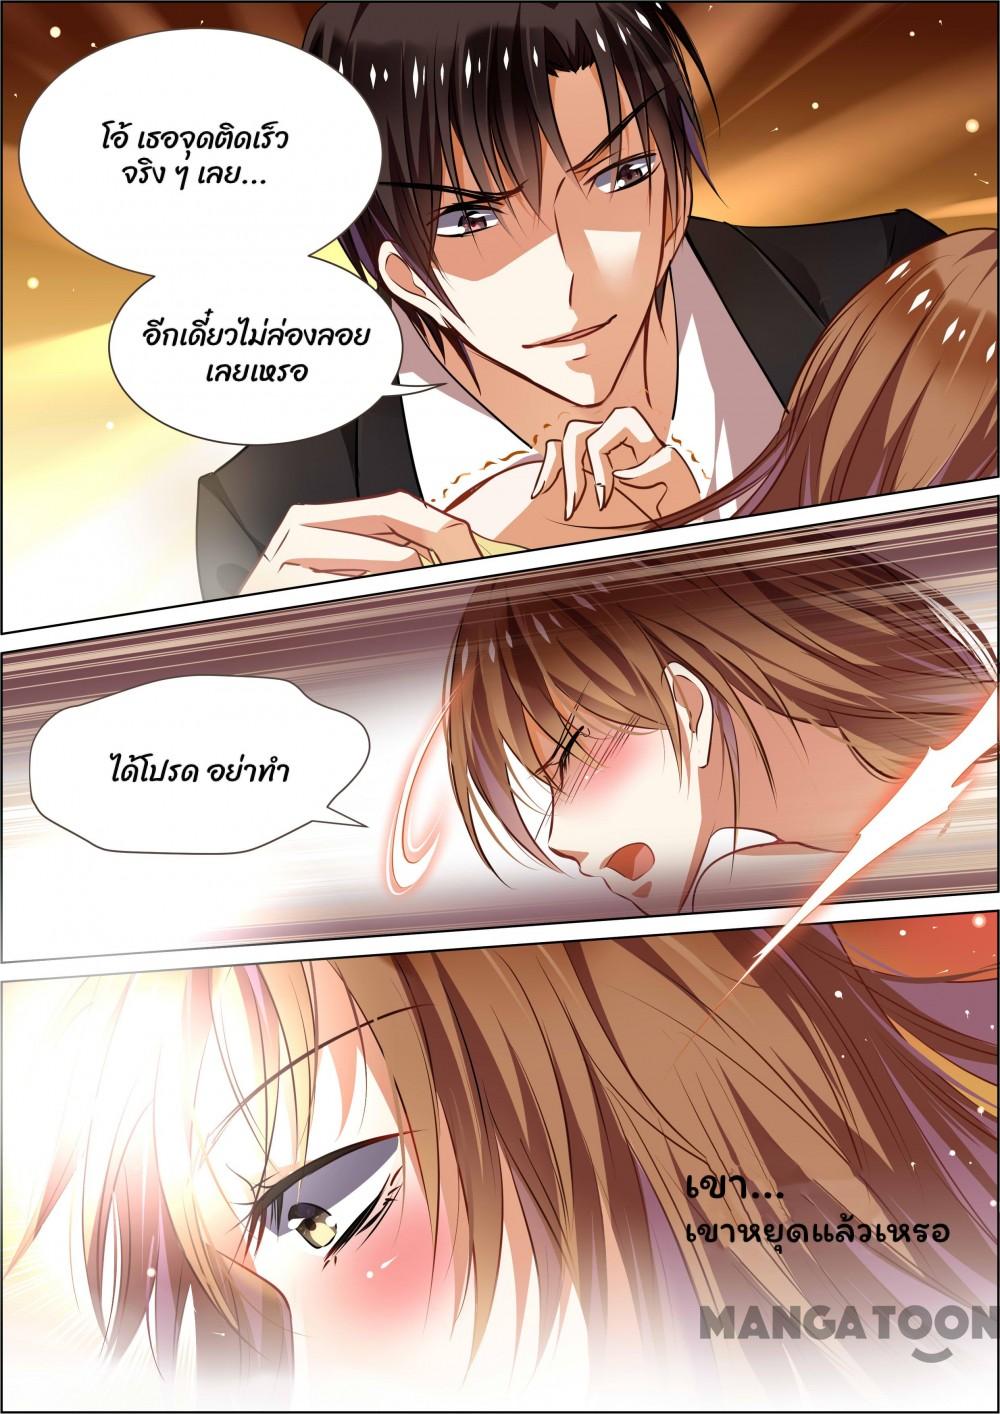 โอ้ เธอจุดติดเร็ว
จริง ๆ เลย...
อีกเดี๋ยวไม่ล่องลอย
เลยเหรอ
ได้โปรด อย่าทำ
เขา...
เขาหยุดแล้วเหรอ
MANGATOON